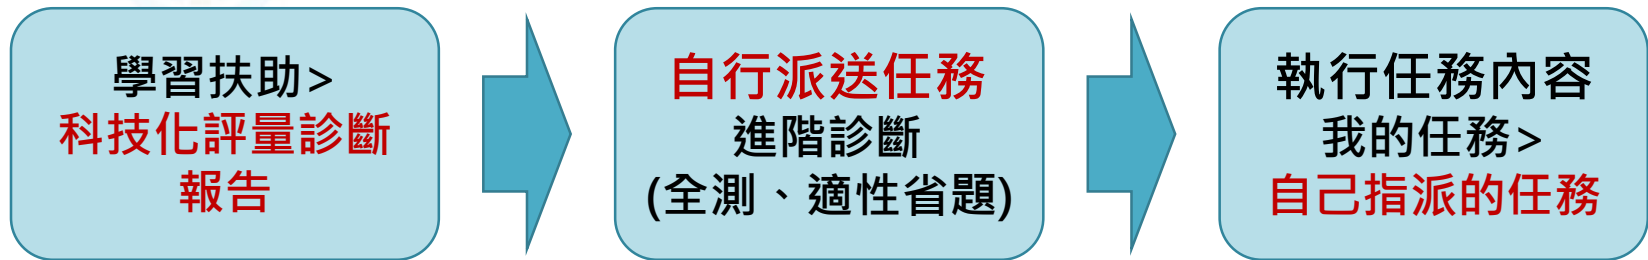 學習扶助>
科技化評量診斷
報告
自行派送任務
進階診斷
(全測、適性省題)
執行任務內容
我的任務>
自己指派的任務